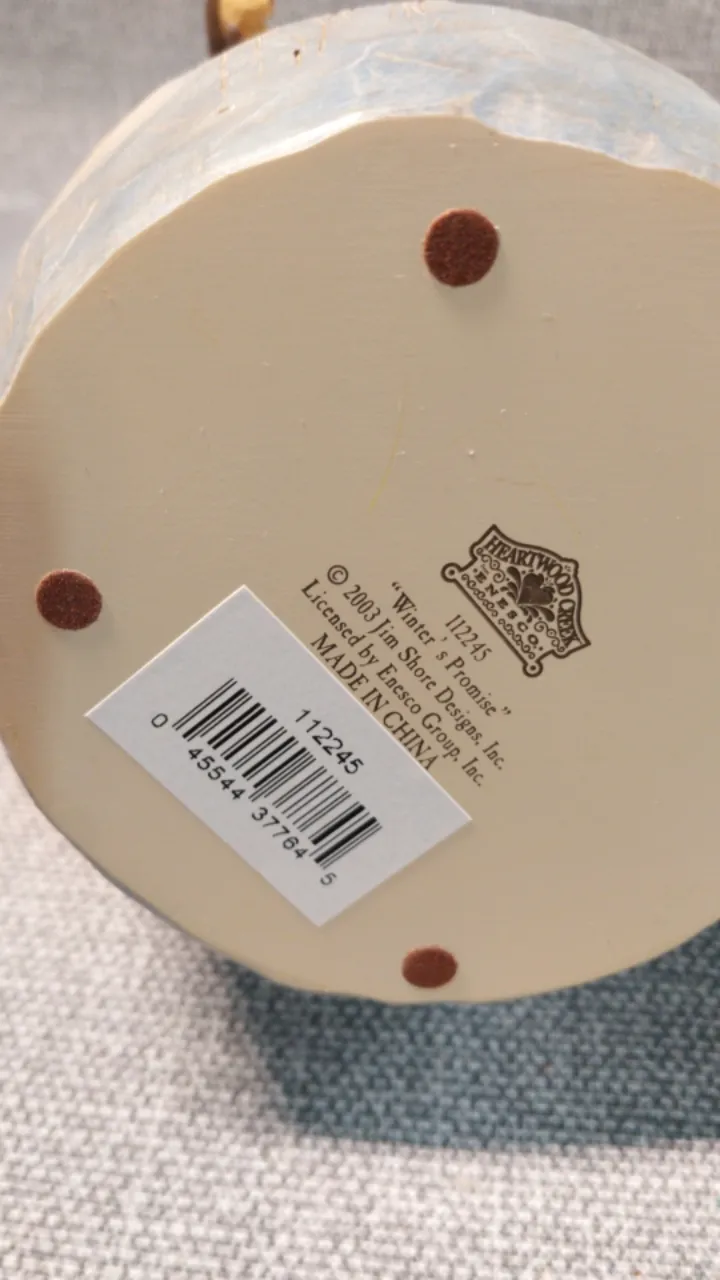 HEARTWOOD CREEK
ENESCO
112245
"Winter's Promise"
© 2003 Jim Shore Designs, Inc.
Licensed by Enesco Group, Inc.
MADE IN CHINA
112245
0 45544 37764 5